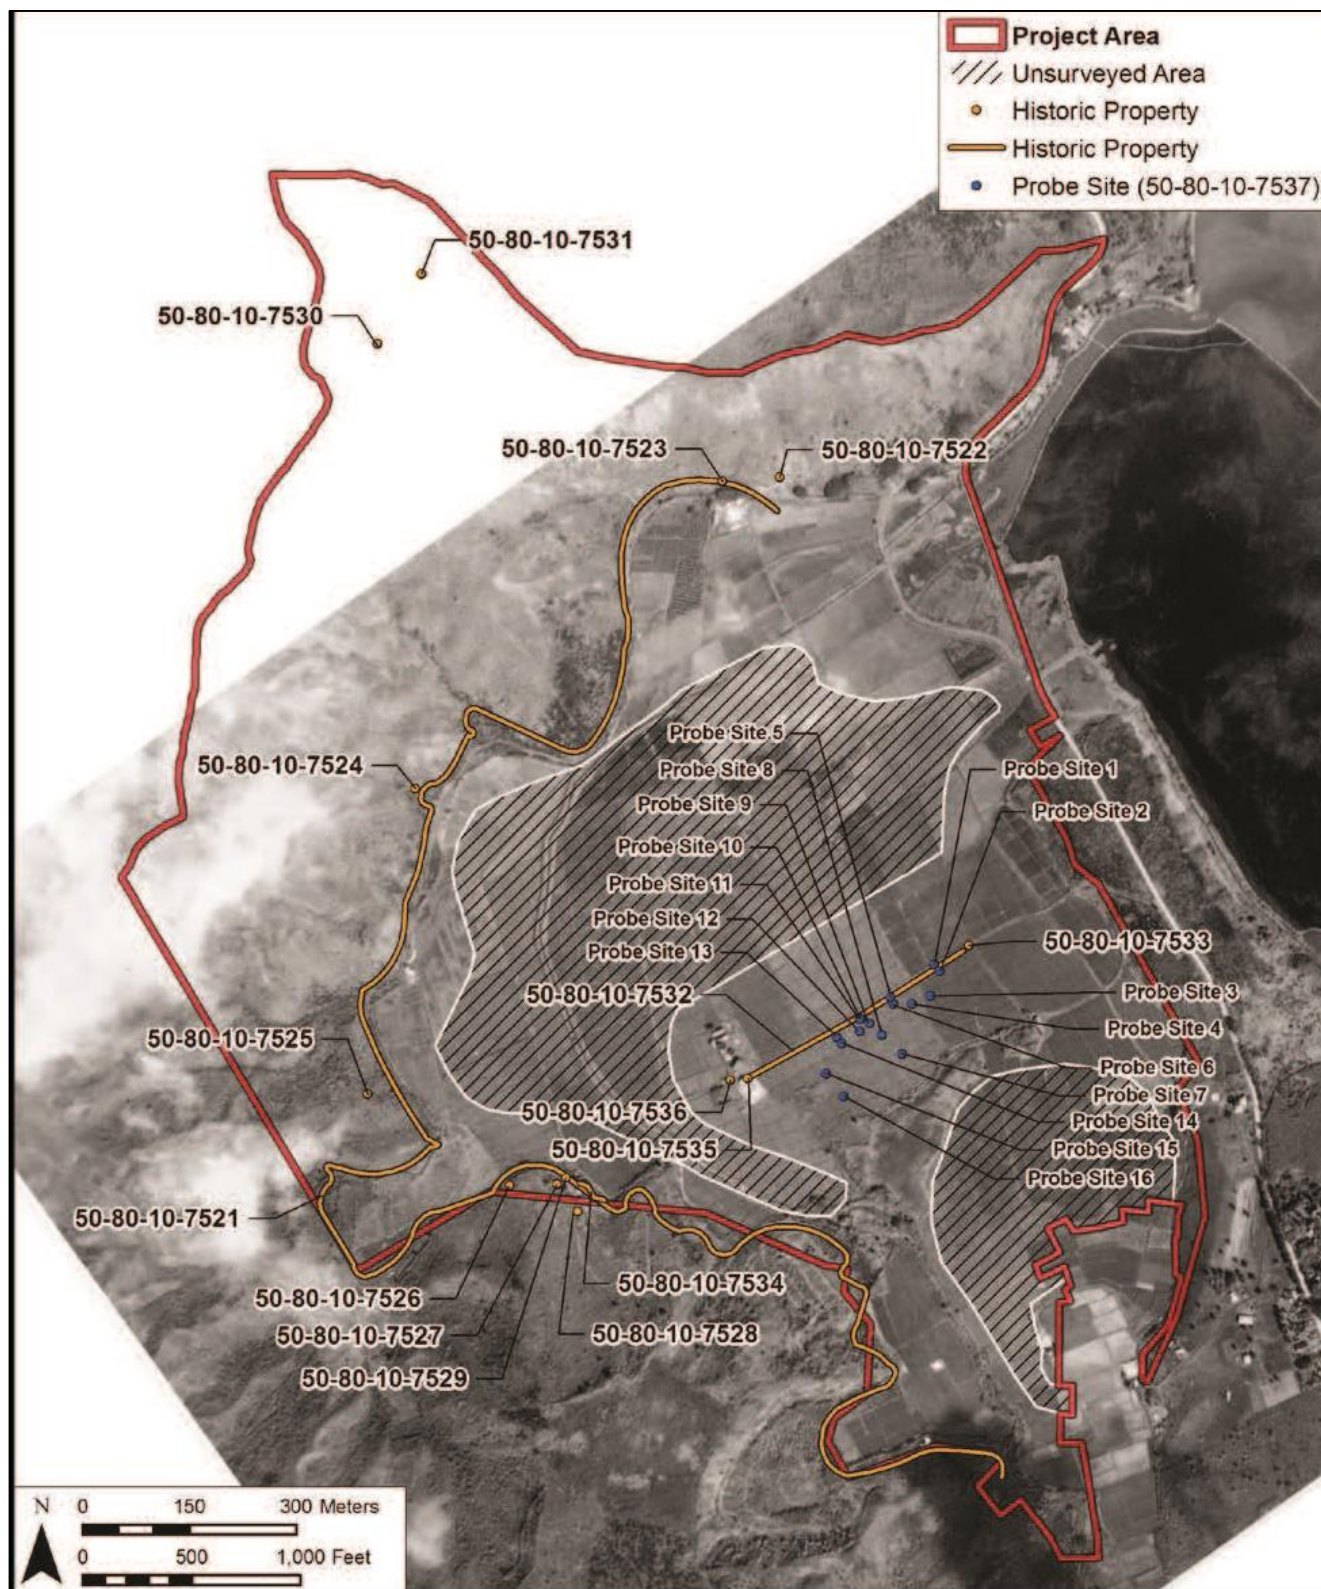 Project Area
Unsurveyed Area
Historic Property
Historic Property
Probe Site (50-80-10-7537)
50-80-10-7531
50-80-10-7530
50-80-10-7523
50-80-10-7522
Probe Site 5
50-80-10-7524
Probe Site 8
Probe Site 1
Probe Site 9
Probe Site 2
Probe Site 10
Probe Site 11
Probe Site 12
Probe Site 13
50-80-10-7533
50-80-10-7532
Probe Site 3
Probe Site 4
50-80-10-7525
Probe Site 6
Probe Site 7
50-80-10-7536
Probe Site 14
50-80-10-7535
Probe Site 15
Probe Site 16
50-80-10-7521
50-80-10-7534
50-80-10-7526
50-80-10-7527
50-80-10-7528
50-80-10-7529
N 0 150 300 Meters
0 500 1,000 Feet